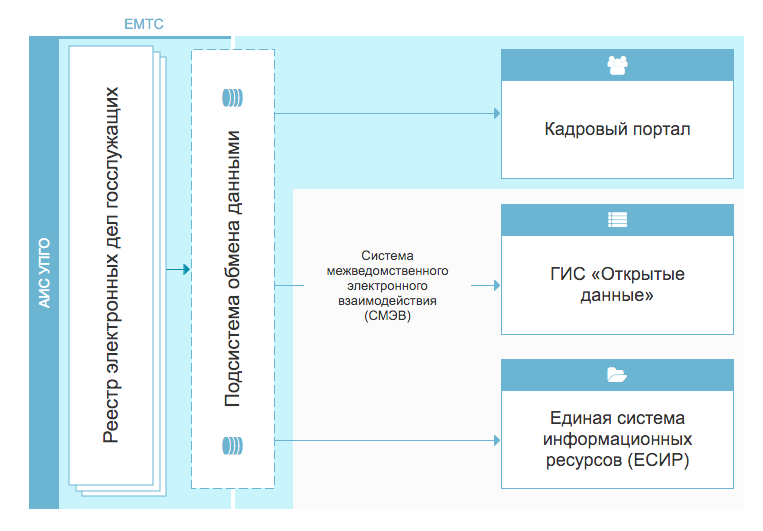 ЕМТС
АИС УПГО
Реестр электронных дел госслужащих
Подсистема обмена данными
Кадровый портал
Система
межведомственного
электронного
взаимодействия
(СМЭВ)
ГИС «Открытые
данные»
Единая система
информационных
ресурсов (ЕСИР)